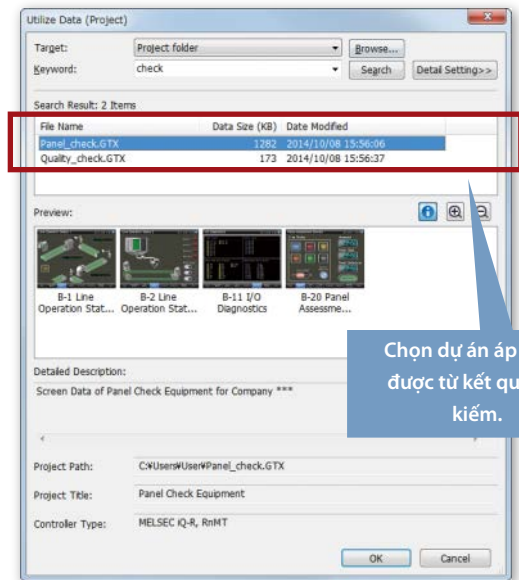 Utilize Data (Project)
Target: Project folder Browse...
Keyword: check Search Detail Setting>>
Search Result: 2 Items
File Name Data Size (KB) Date Modified
Panel_check.GTX 1282 2014/10/08 15:56:06
Quality_check.GTX 173 2014/10/08 15:56:37
Preview:
B-1 Line Operation Stat...
B-2 Line Operation Stat...
B-11 I/O Diagnostics
B-20 Panel Assessme...
Chọn dự án áp
được từ kết qu
kiếm.
Detailed Description:
Screen Data of Panel Check Equipment for Company ***
Project Path: C:¥Users¥User¥Panel_check.GTX
Project Title: Panel Check Equipment
Controller Type: MELSEC iQ-R, RnMT
OK Cancel